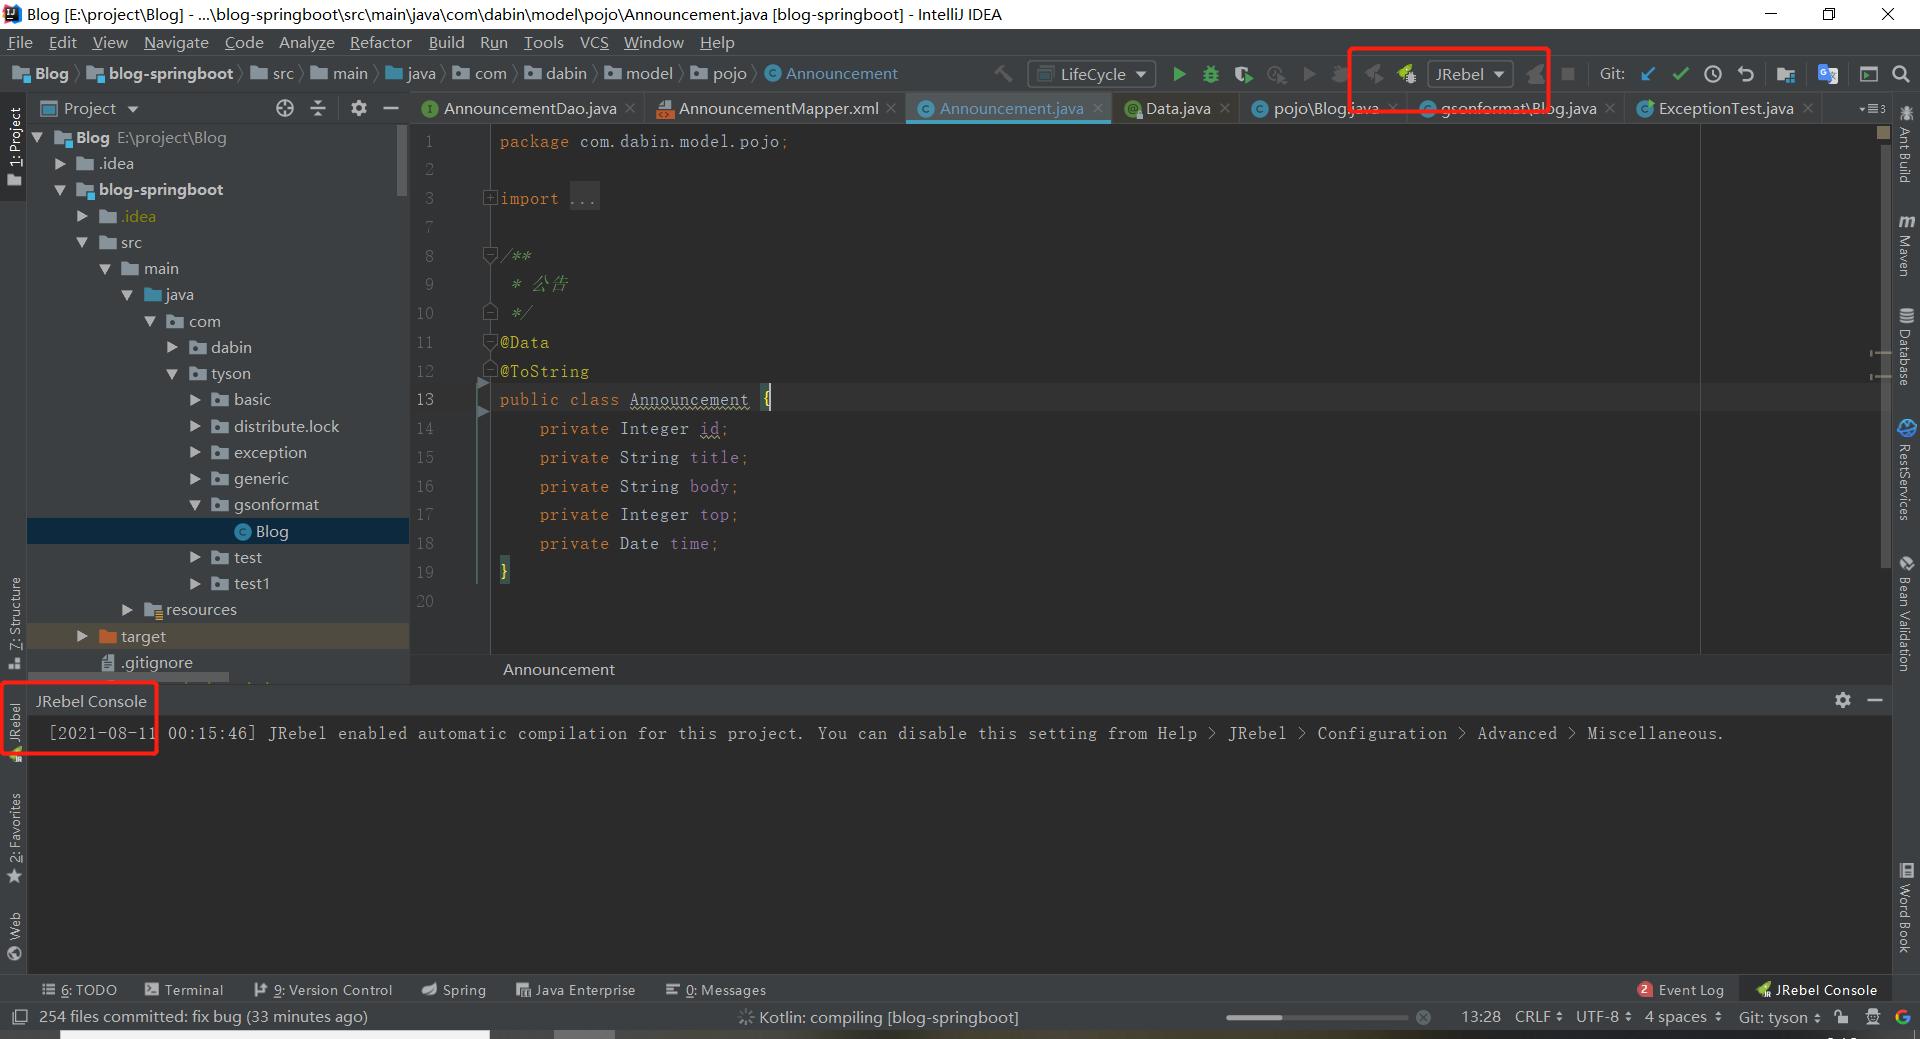 Blog [E:\project\Blog] - ...\blog-springboot\src\main\java\com\dabin\model\pojo\Announcement.java [blog-springboot] - IntelliJ IDEA
File Edit View Navigate Code Analyze Refactor Build Run Tools VCS Window Help
Blog blog-springboot src main java com dabin model pojo Announcement LifeCycle JRebel Git:
Project AnnouncementDao.java AnnouncementMapper.xml Announcement.java Data.java pojo\Blog.java gsonformat\Blog.java ExceptionTest.java 3
1: Project
7: Structure
JRebel
2: Favorites
Web
Blog E:\project\Blog
.idea
blog-springboot
.idea
src
main
java
com
dabin
tyson
basic
distribute.lock
exception
generic
gsonformat
Blog
test
test1
resources
target
.gitignore
1 package com.dabin.model.pojo;
2
3 import ...
7
8 /**
9 * 公告
10 */
11 @Data
12 @ToString
13 public class Announcement {
14 private Integer id;
15 private String title;
16 private String body;
17 private Integer top;
18 private Date time;
19 }
20
Announcement
Ant Build
Maven
Database
RestServices
Bean Validation
Word Book
JRebel Console
[2021-08-11 00:15:46] JRebel enabled automatic compilation for this project. You can disable this setting from Help > JRebel > Configuration > Advanced > Miscellaneous.
6: TODO Terminal 9: Version Control Spring Java Enterprise 0: Messages 2 Event Log JRebel Console
254 files committed: fix bug (33 minutes ago) Kotlin: compiling [blog-springboot] 13:28 CRLF UTF-8 4 spaces Git: tyson